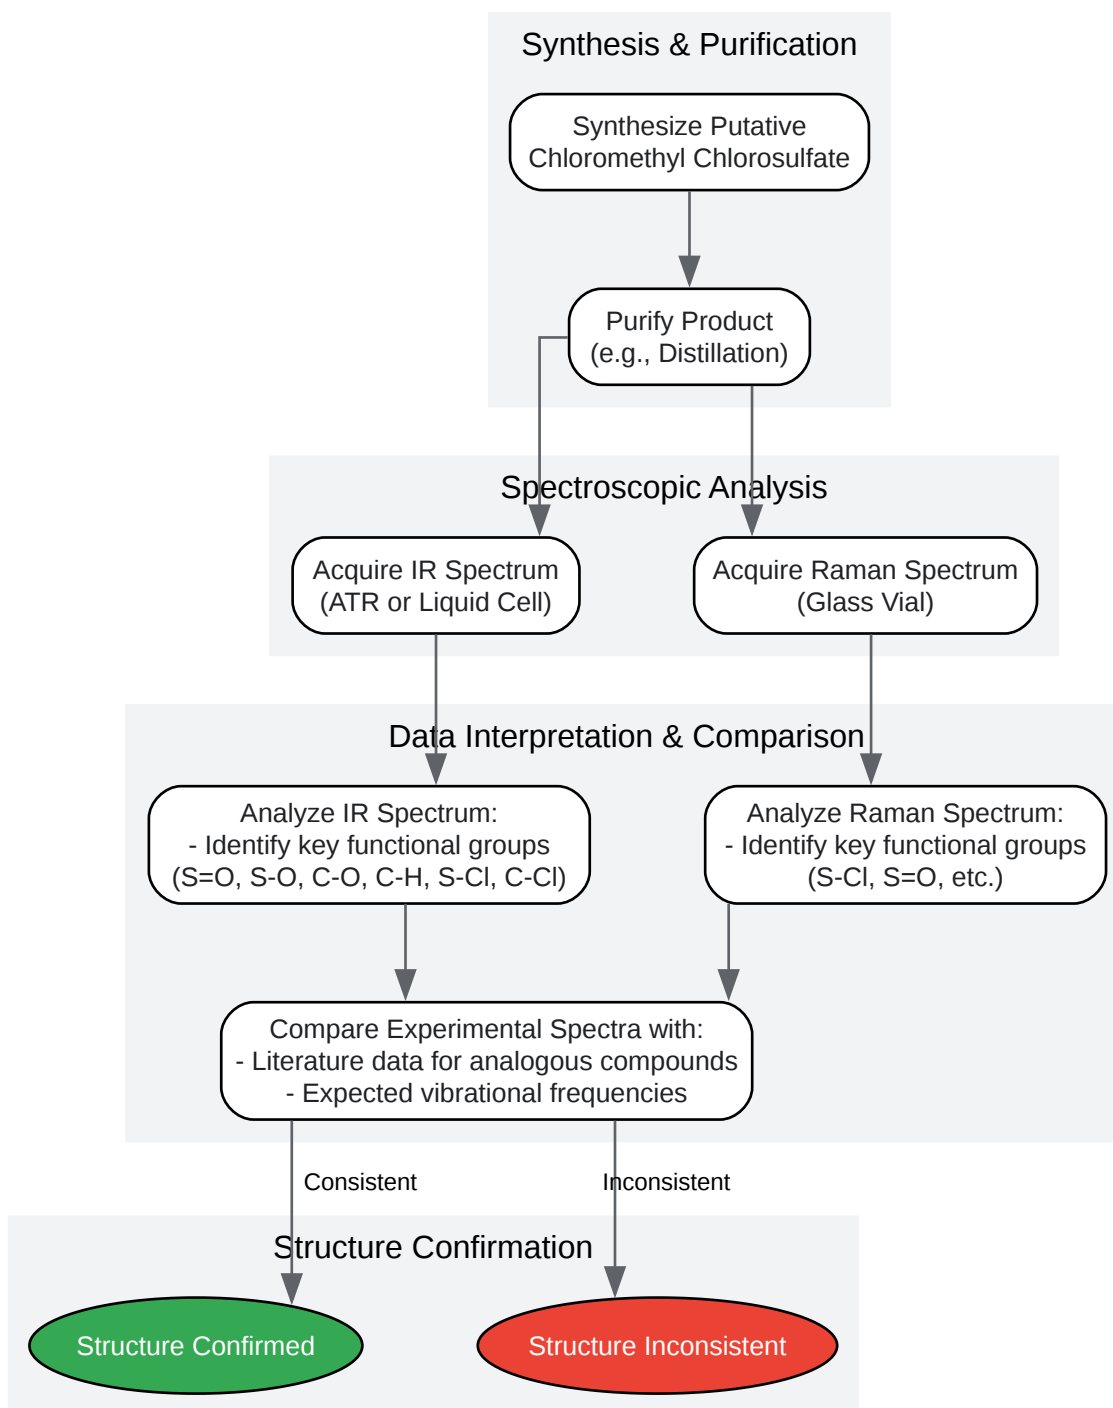 Synthesis & Purification
Synthesize Putative
Chloromethyl Chlorosulfate
Purify Product
(e.g., Distillation)
Spectroscopic Analysis
Acquire IR Spectrum
(ATR or Liquid Cell)
Acquire Raman Spectrum
(Glass Vial)
Data Interpretation & Comparison
Analyze IR Spectrum:
- Identify key functional groups
(S=O, S-O, C-O, C-H, S-Cl, C-Cl)
Analyze Raman Spectrum:
- Identify key functional groups
(S-Cl, S=O, etc.)
Compare Experimental Spectra with:
- Literature data for analogous compounds
- Expected vibrational frequencies
Consistent
Inconsistent
Structure Confirmation
Structure Confirmed
Structure Inconsistent